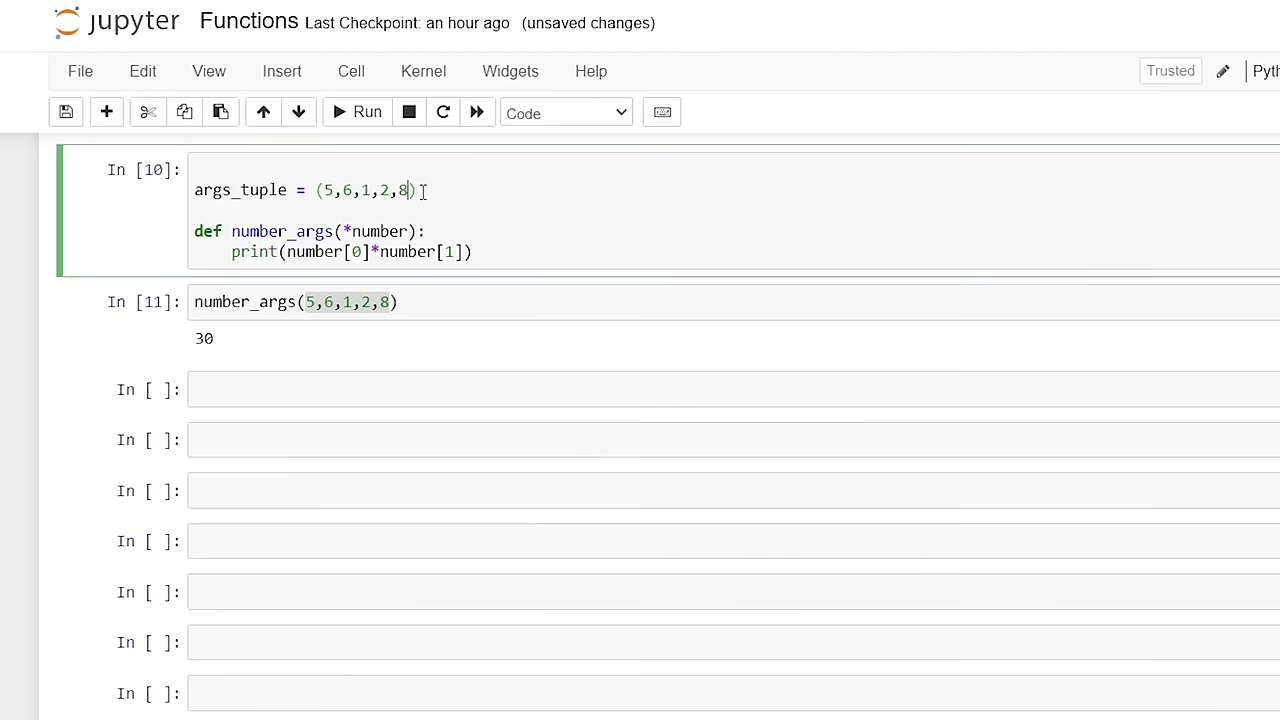 jupyter Functions Last Checkpoint: an hour ago (unsaved changes)
File Edit View Insert Cell Kernel Widgets Help Trusted Pyth
Run Code
In [10]:
args_tuple = (5,6,1,2,8)
def number_args(*number):
print(number[0]*number[1])
In [11]: number_args(5,6,1,2,8)
30
In [ ]:
In [ ]:
In [ ]:
In [ ]:
In [ ]:
In [ ]:
In [ ]: